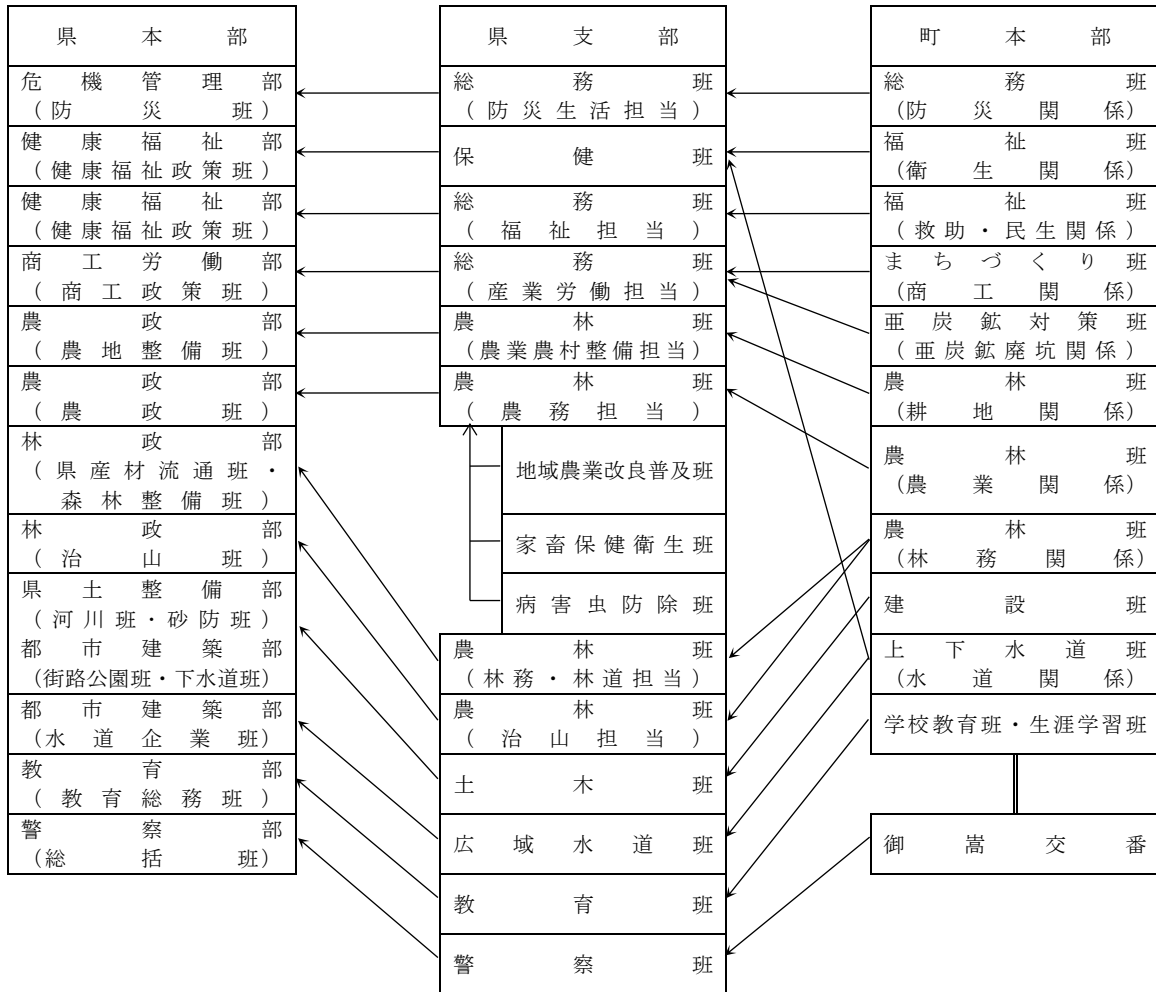 県本部
危機管理部
（防災班）
健康福祉部
（健康福祉政策班）
健康福祉部
（健康福祉政策班）
商工労働部
（商工政策班）
農政部
（農地整備班）
農政部
（農政班）
林政部
（県産材流通班・
森林整備班）
林政部
（治山班）
県土整備部
（河川班・砂防班）
都市建築部
（街路公園班・下水道班）
都市建築部
（水道企業班）
教育部
（教育総務班）
警察部
（総括班）
県支部
総務班
（防災生活担当）
保健班
総務班
（福祉担当）
総務班
（産業労働担当）
農林班
（農業農村整備担当）
農林班
（農務担当）
地域農業改良普及班
家畜保健衛生班
病害虫防除班
農林班
（林務・林道担当）
農林班
（治山担当）
土木班
広域水道班
教育班
警察班
町本部
総務班
（防災関係）
福祉班
（衛生関係）
福祉班
（救助・民生関係）
まちづくり班
（商工関係）
亜炭鉱対策班
（亜炭鉱廃坑関係）
農林班
（耕地関係）
農林班
（農業関係）
農林班
（林務関係）
建設班
上下水道班
（水道関係）
学校教育班・生涯学習班
御嵩交番